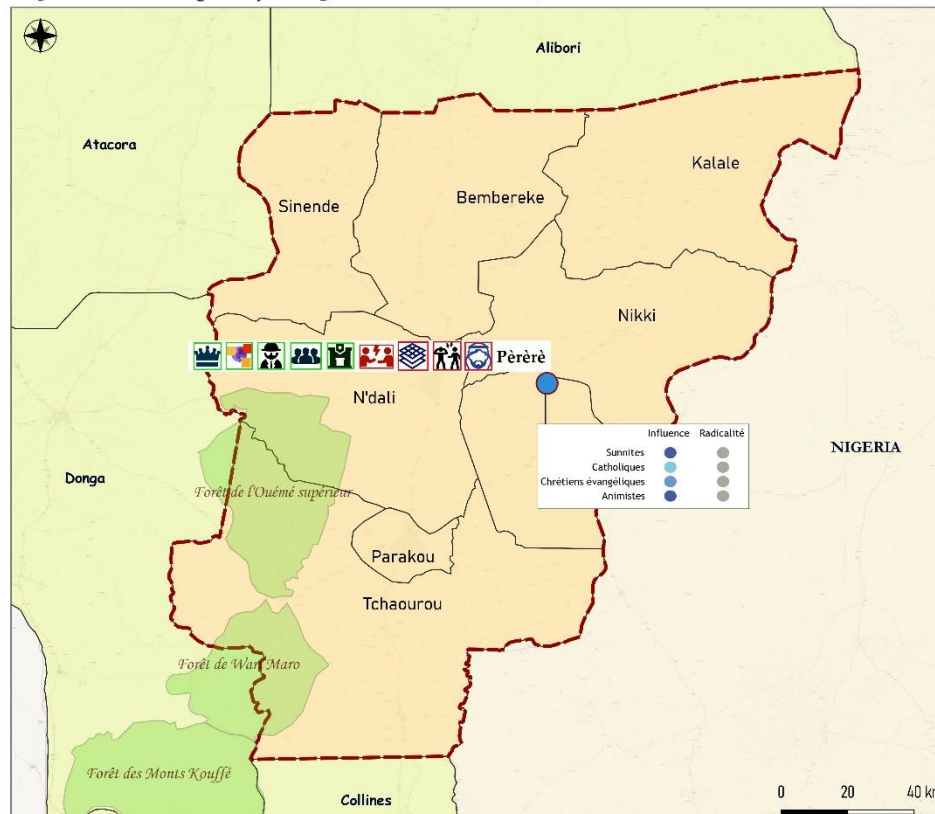 Alibori
Atacora
Kalale
Sinende
Bembereke
Nikki
Pèrèrè
N'dali
Influence Radicalité
Sunnites
Catholiques
Chrétiens évangéliques
Animistes
NIGERIA
Donga
Forêt de l'Ouémé supérieur
Parakou
Tchaourou
Forêt de Wari Maro
Forêt des Monts Kouffé
Collines
0 20 40 km